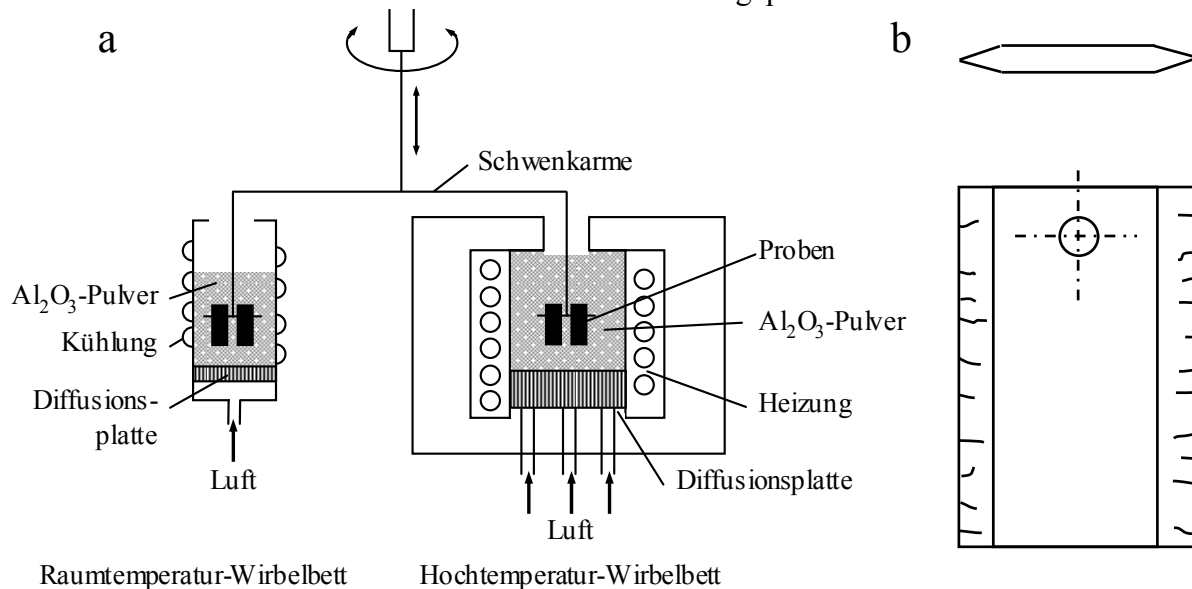 a
b
Schwenkarme
Proben
Al2O3-Pulver
Al2O3-Pulver
Kühlung
Heizung
Diffusions-
platte
Diffusionsplatte
Luft
Luft
Raumtemperatur-Wirbelbett
Hochtemperatur-Wirbelbett